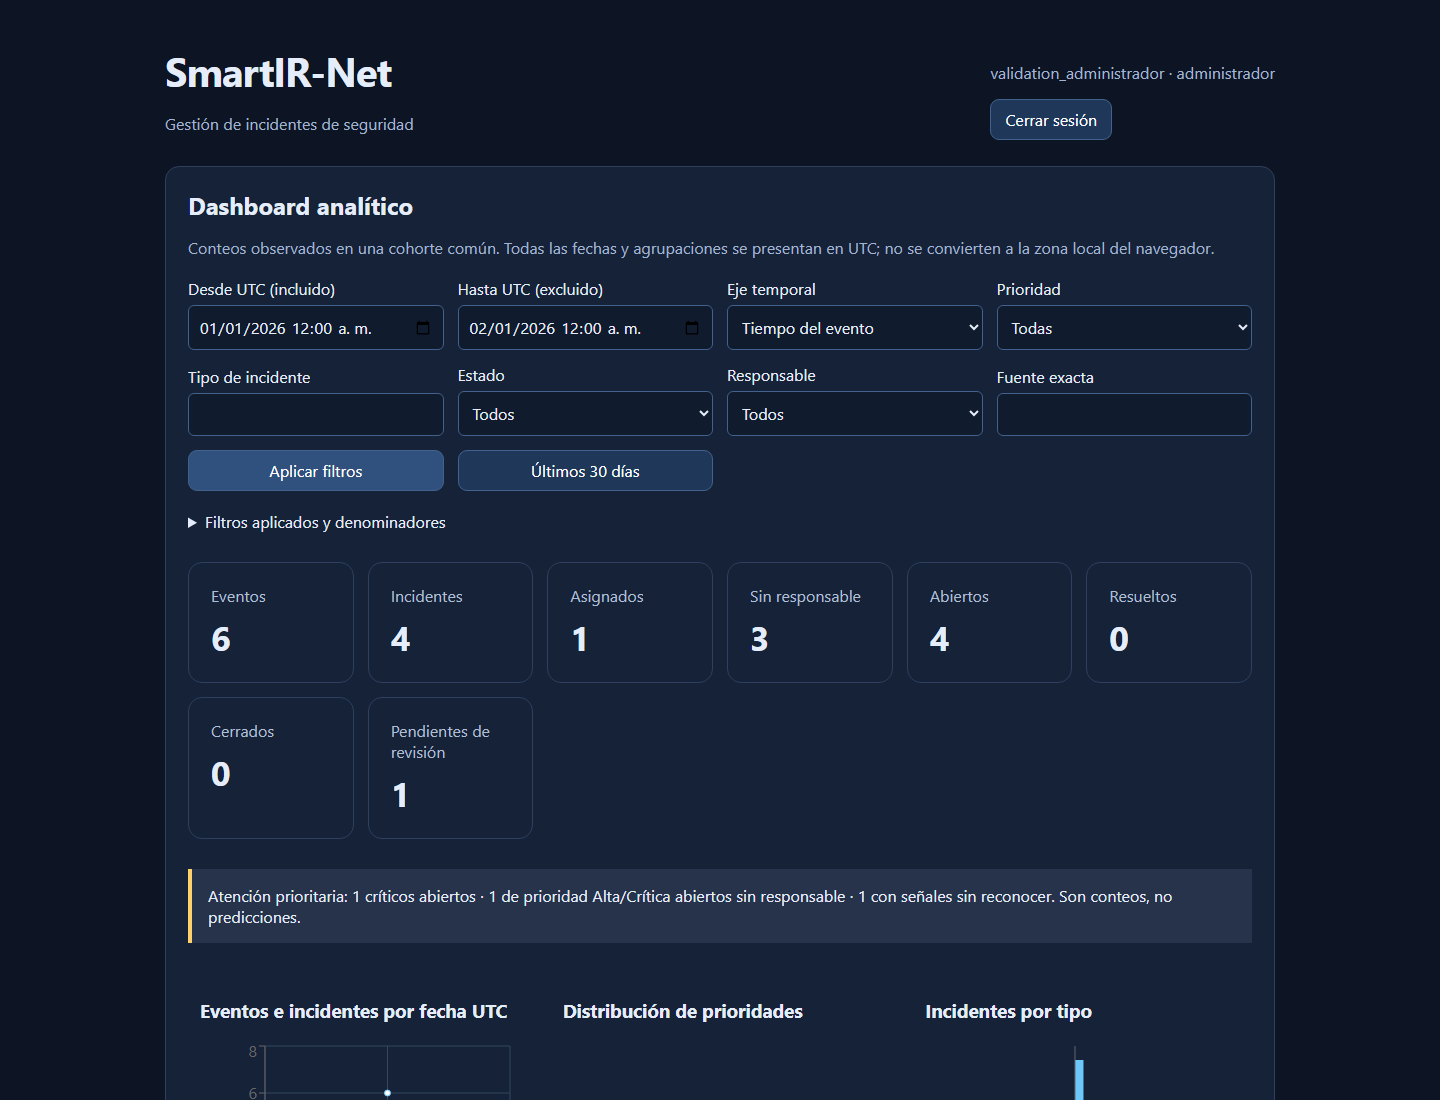 SmartIR-Net
validation_administrador · administrador
Gestión de incidentes de seguridad
Cerrar sesión
Dashboard analítico
Conteos observados en una cohorte común. Todas las fechas y agrupaciones se presentan en UTC; no se convierten a la zona local del navegador.
Desde UTC (incluido)
Hasta UTC (excluido)
Eje temporal
Prioridad
01/01/2026 12:00 a. m.
02/01/2026 12:00 a. m.
Tiempo del evento
Todas
Tipo de incidente
Estado
Responsable
Fuente exacta
Todos
Todos
Aplicar filtros
Últimos 30 días
Filtros aplicados y denominadores
Eventos
6
Incidentes
4
Asignados
1
Sin responsable
3
Abiertos
4
Resueltos
0
Cerrados
0
Pendientes de
revisión
1
Atención prioritaria: 1 críticos abiertos · 1 de prioridad Alta/Crítica abiertos sin responsable · 1 con señales sin reconocer. Son conteos, no
predicciones.
Eventos e incidentes por fecha UTC
Distribución de prioridades
Incidentes por tipo
8
6